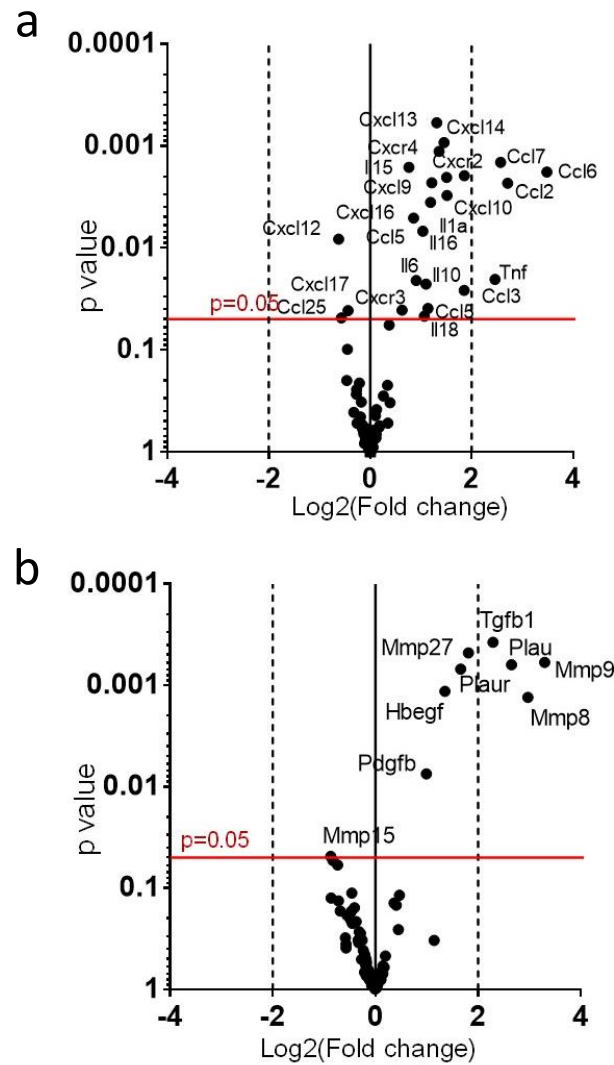 a
0.0001
Cxcl13
Cxcl14
0.001
Cxcr4
Cxcr2
Ccl7
Il15
Ccl6
Cxcl9
Ccl2
Cxcl16
Cxcl10
Il1a
Cxcl12
Ccl5
Il16
0.01
p value
Il6
Il10
Tnf
Cxcl17
Cxcr3
Ccl3
p=0.05
Ccl25
Ccl5
Il18
0.1
1
-4 -2 0 2 4
Log2(Fold change)
b
0.0001
Tgfb1
Mmp27
Plau
Mmp9
0.001
Plaur
Hbegf
Mmp8
Pdgfb
0.01
p value
p=0.05
Mmp15
0.1
1
-4 -2 0 2 4
Log2(Fold change)